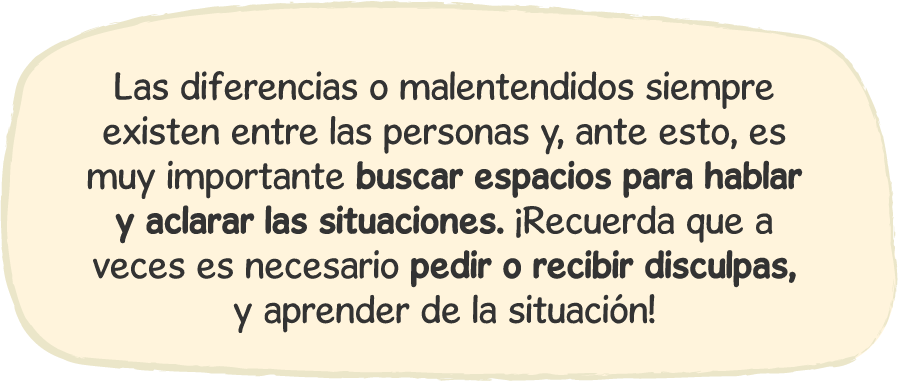 Las diferencias o malentendidos siempre
existen entre las personas y, ante esto, es
muy importante buscar espacios para hablar
y aclarar las situaciones. ¡Recuerda que a
veces es necesario pedir o recibir disculpas,
y aprender de la situación!